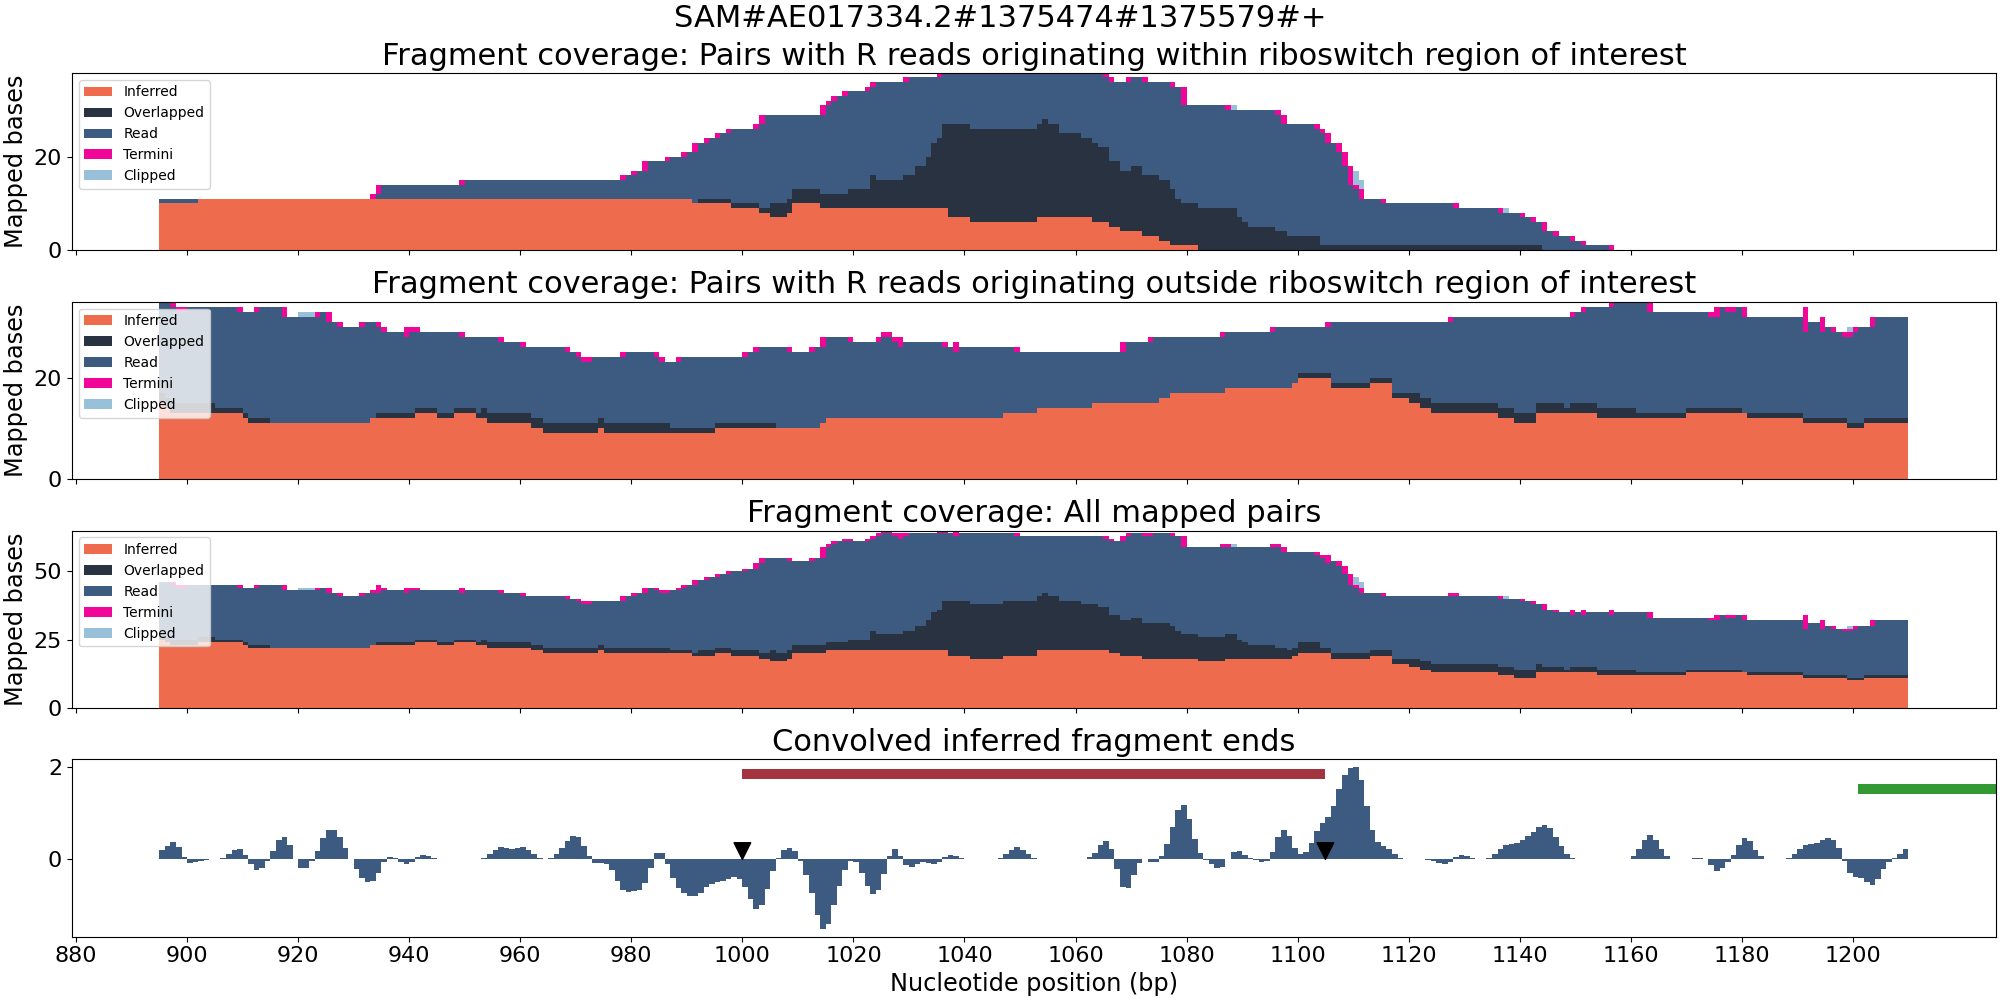 SAM#AE017334.2#1375474#1375579#+
Fragment coverage: Pairs with R reads originating within riboswitch region of interest
Mapped bases
20
0
Inferred
Overlapped
Read
Termini
Clipped
Fragment coverage: Pairs with R reads originating outside riboswitch region of interest
Mapped bases
20
0
Inferred
Overlapped
Read
Termini
Clipped
Fragment coverage: All mapped pairs
Mapped bases
50
25
0
Inferred
Overlapped
Read
Termini
Clipped
Convolved inferred fragment ends
2
0
880 900 920 940 960 980 1000 1020 1040 1060 1080 1100 1120 1140 1160 1180 1200
Nucleotide position (bp)